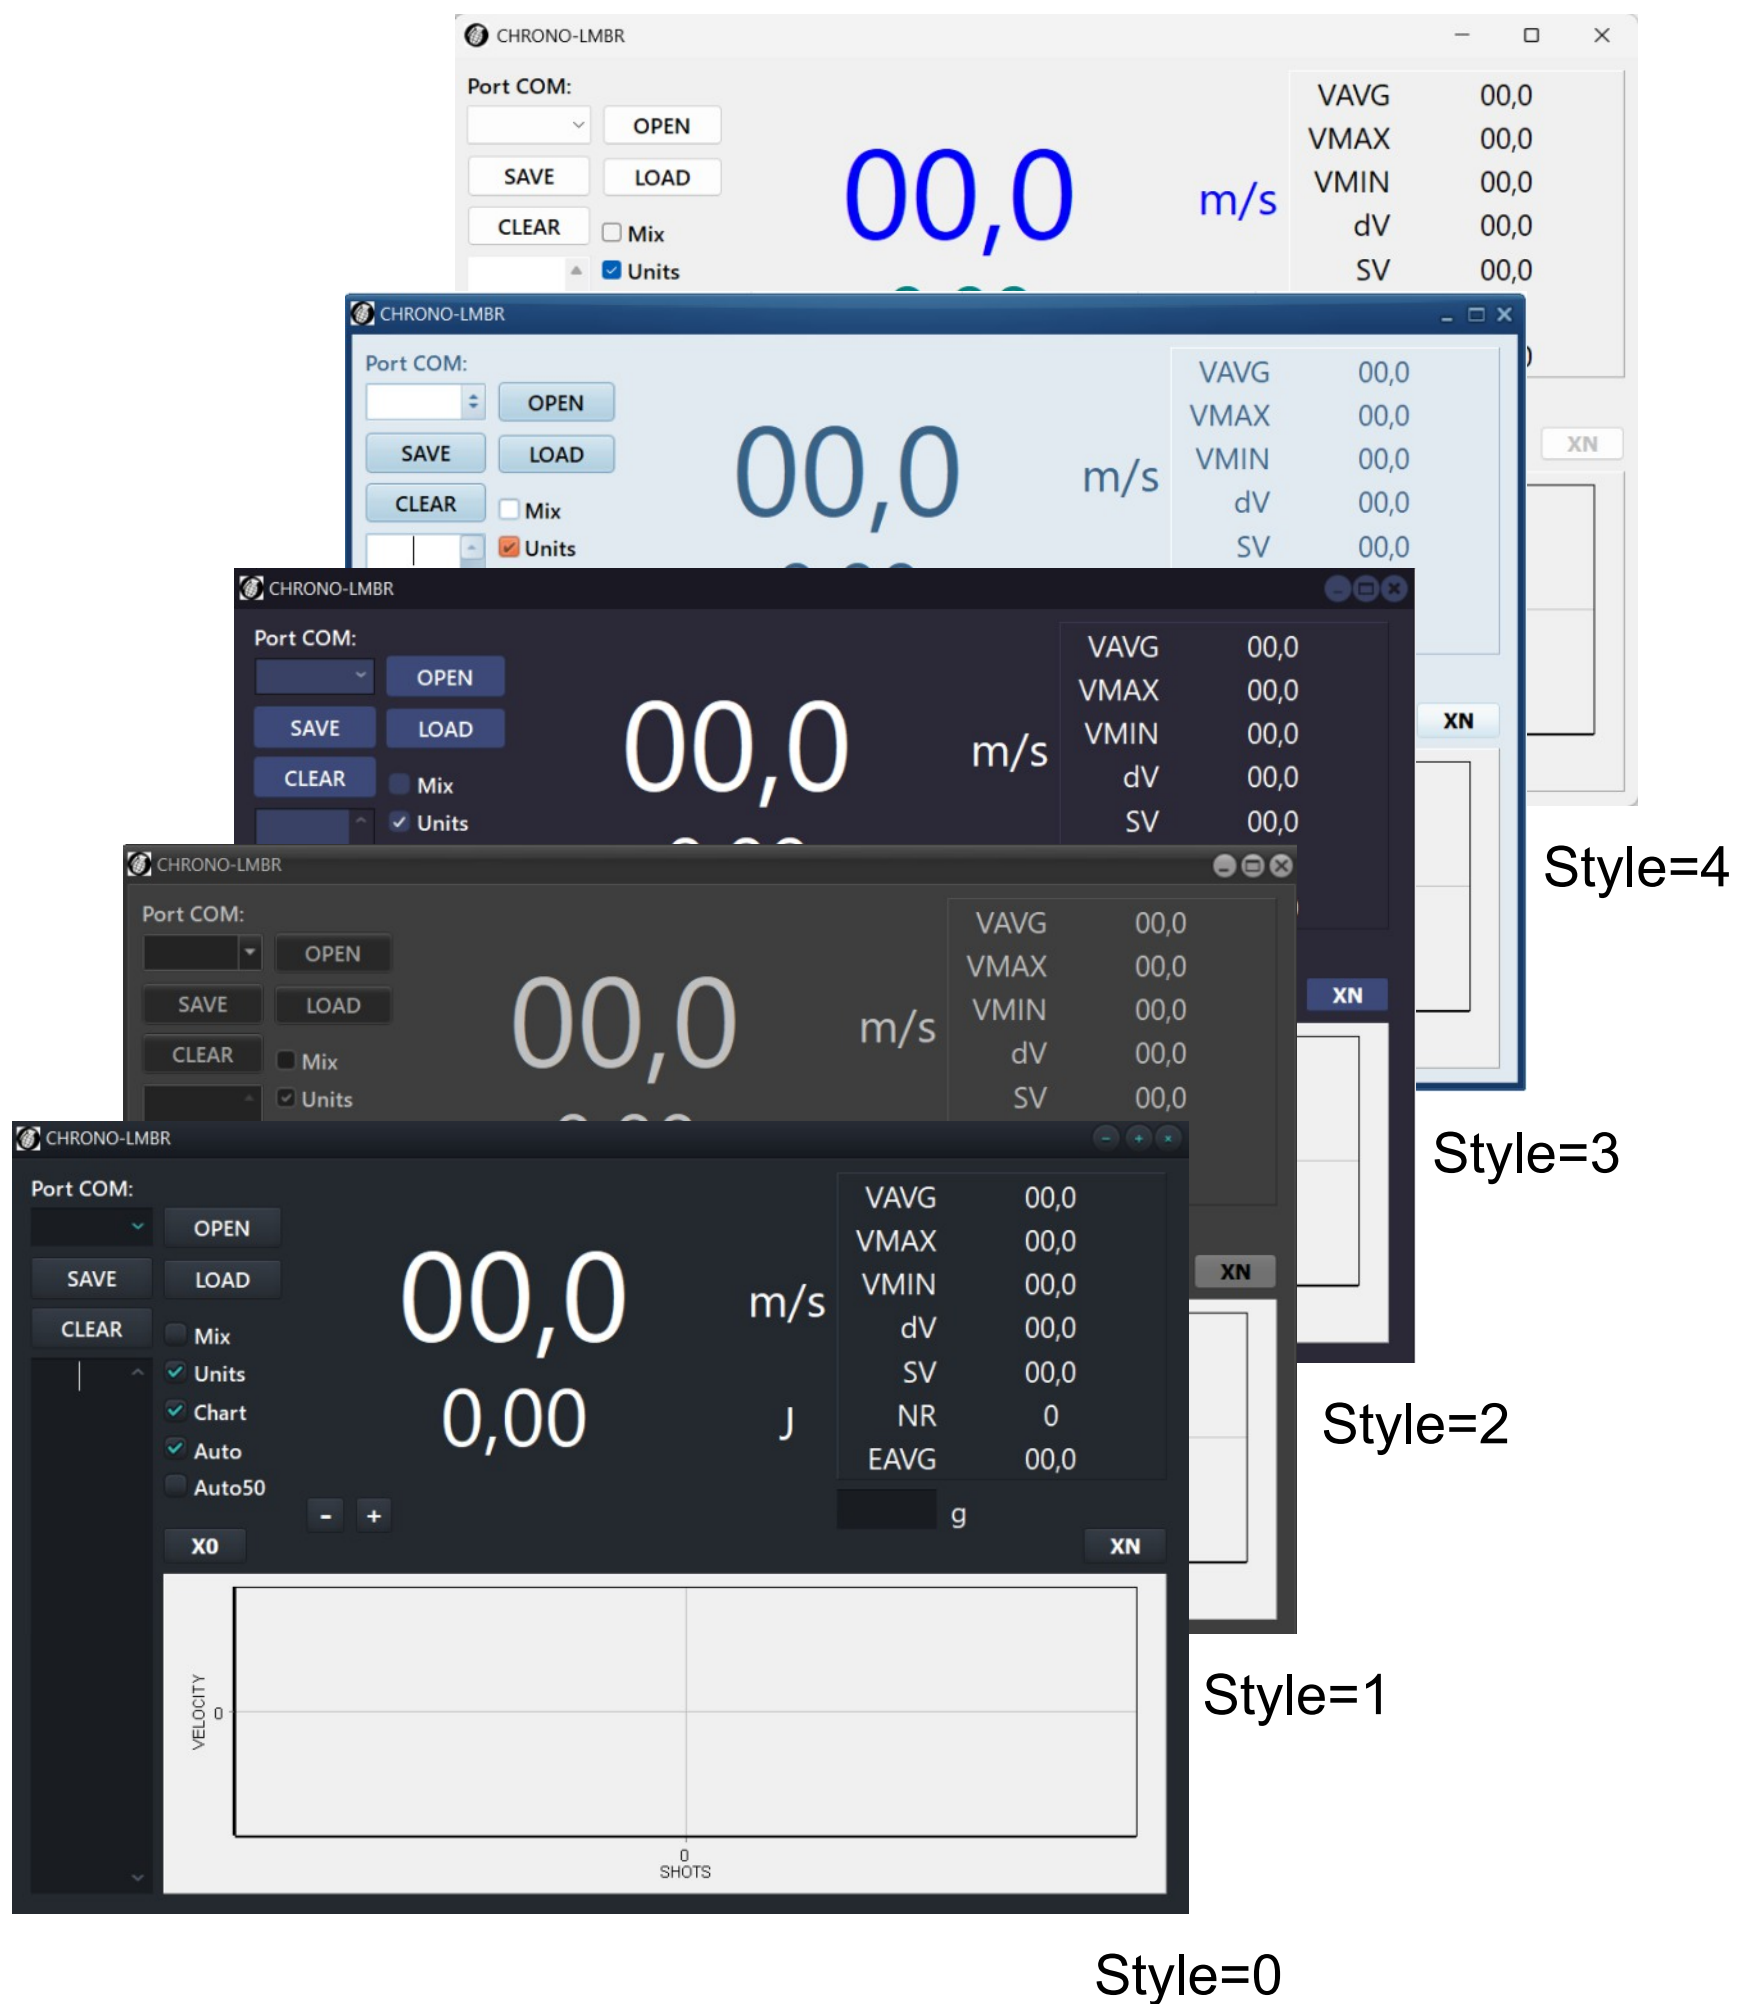 CHRONO-LMBR
Port COM:
OPEN
SAVE LOAD
CLEAR Mix
Units
00,0 m/s
VAVG 00,0
VMAX 00,0
VMIN 00,0
dV 00,0
SV 00,0
XN
Style=4
CHRONO-LMBR
Port COM:
OPEN
SAVE LOAD
CLEAR Mix
Units
00,0 m/s
VAVG 00,0
VMAX 00,0
VMIN 00,0
dV 00,0
SV 00,0
XN
Style=3
CHRONO-LMBR
Port COM:
OPEN
SAVE LOAD
CLEAR Mix
Units
00,0 m/s
VAVG 00,0
VMAX 00,0
VMIN 00,0
dV 00,0
SV 00,0
XN
Style=2
CHRONO-LMBR
Port COM:
OPEN
SAVE LOAD
CLEAR Mix
Units
00,0 m/s
VAVG 00,0
VMAX 00,0
VMIN 00,0
dV 00,0
SV 00,0
XN
Style=1
CHRONO-LMBR
Port COM:
OPEN
SAVE LOAD
CLEAR Mix
Units
Chart
Auto
Auto50
00,0 m/s
0,00 J
VAVG 00,0
VMAX 00,0
VMIN 00,0
dV 00,0
SV 00,0
NR 0
EAVG 00,0
g
- +
X0 XN
VELOCITY
0
0
SHOTS
Style=0